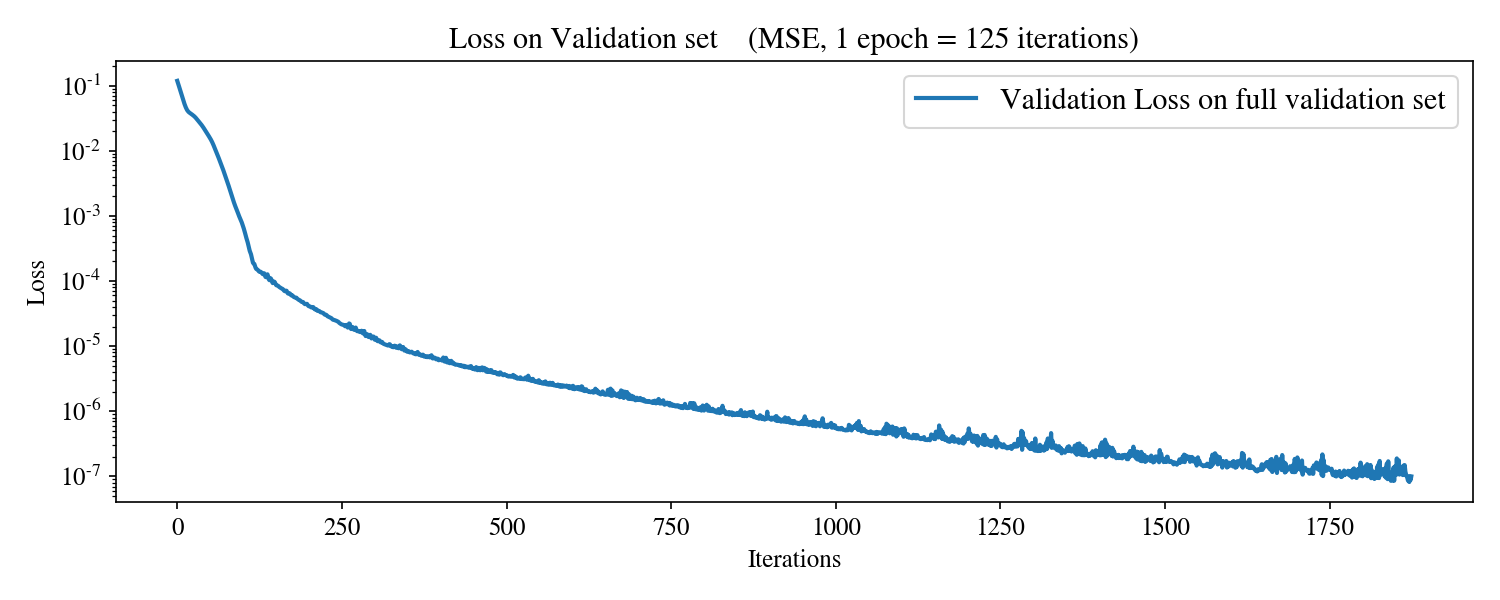 Loss on Validation set    (MSE, 1 epoch = 125 iterations)
Validation Loss on full validation set
Loss
10⁻¹
10⁻²
10⁻³
10⁻⁴
10⁻⁵
10⁻⁶
10⁻⁷
0 250 500 750 1000 1250 1500 1750
Iterations